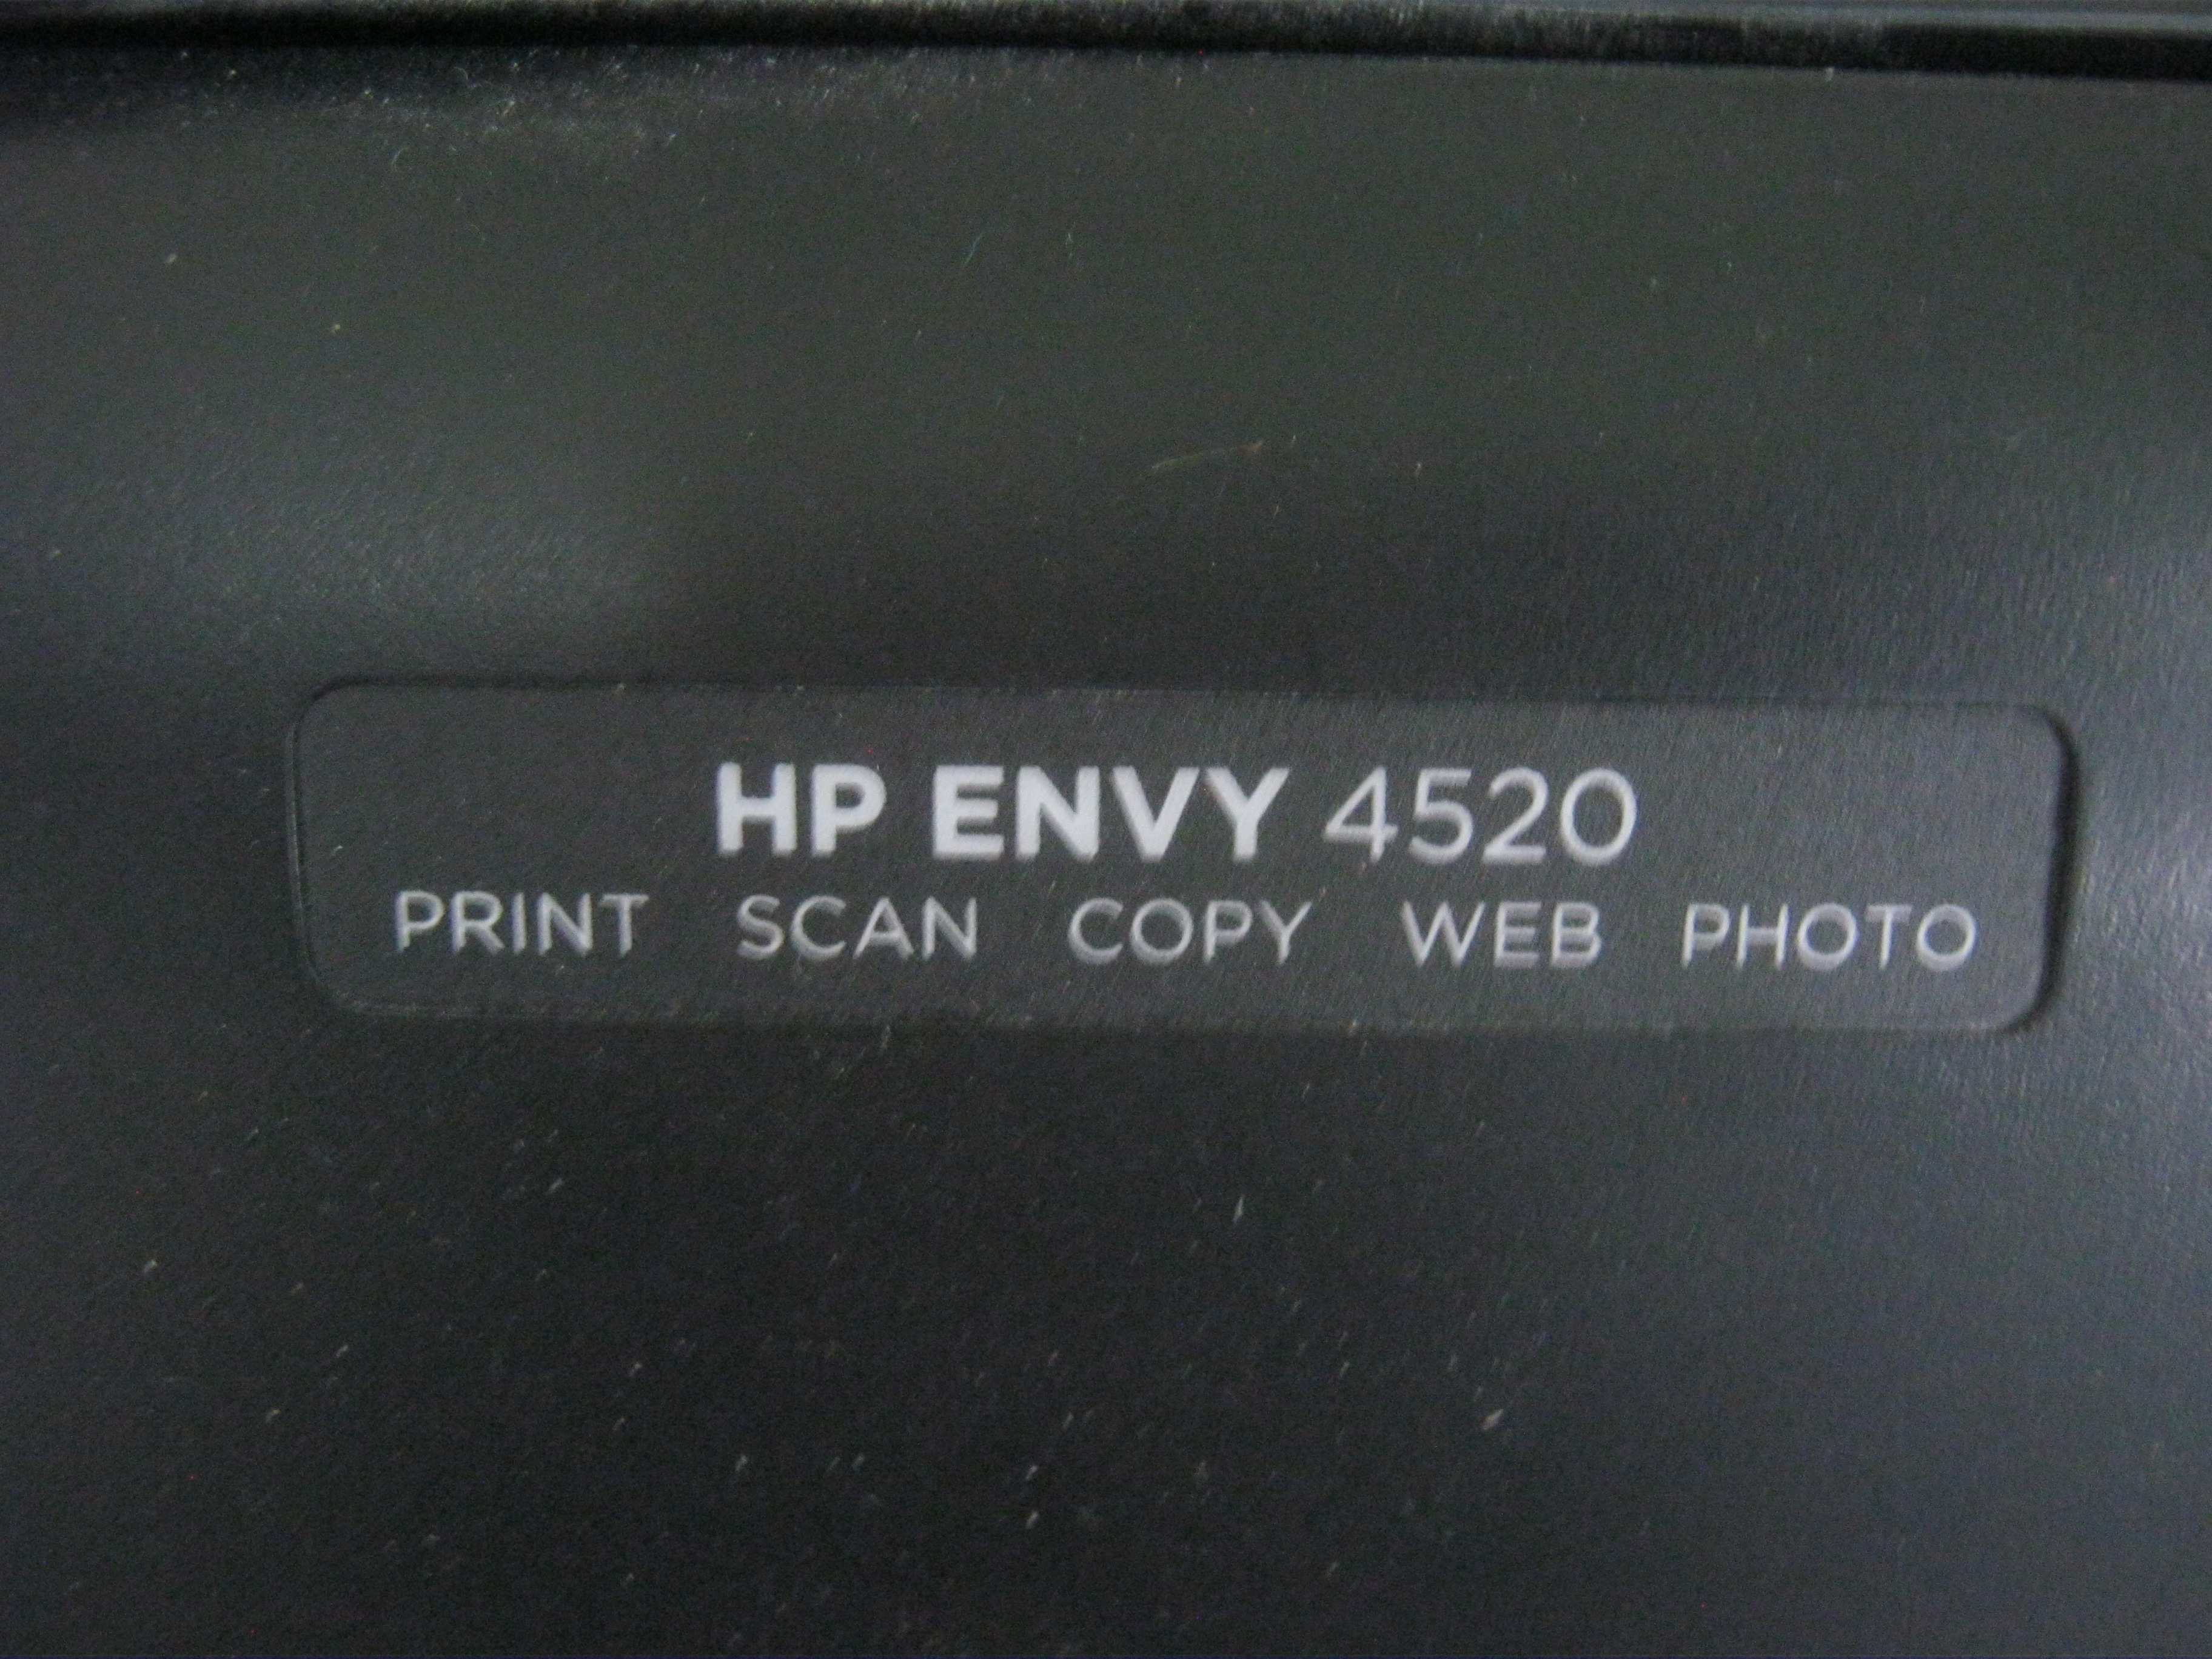 HP ENVY 4520
PRINT SCAN COPY WEB PHOTO